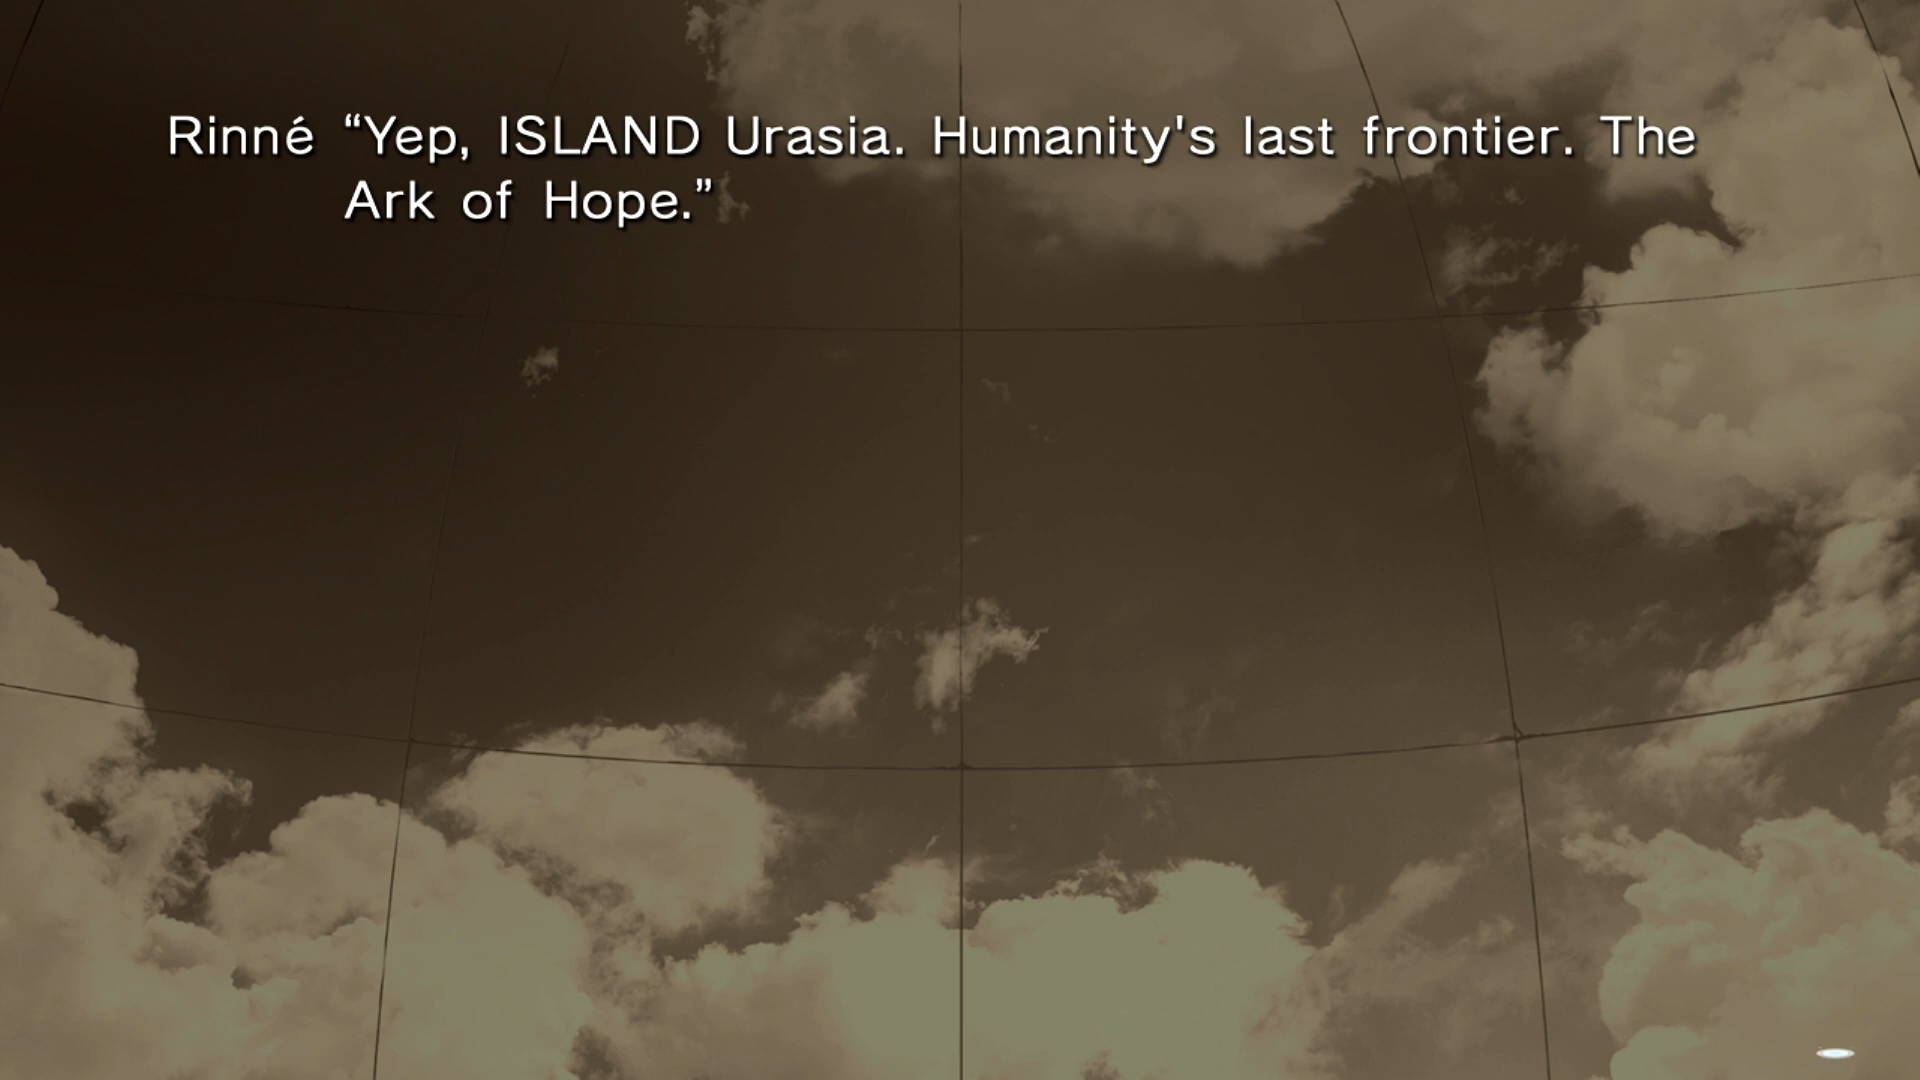 Rinné “Yep, ISLAND Urasia. Humanity's last frontier. The
Ark of Hope.”